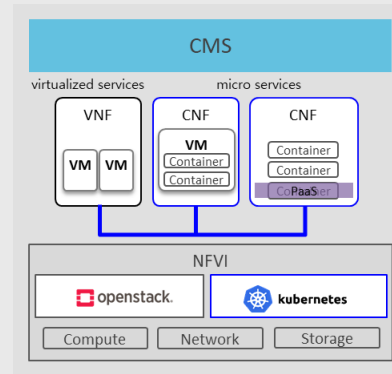 CMS
virtualized services micro services
VNF CNF CNF
VM VM
VM
Container
Container
Container
Container
Container
PaaS
NFVI
openstack. kubernetes
Compute Network Storage